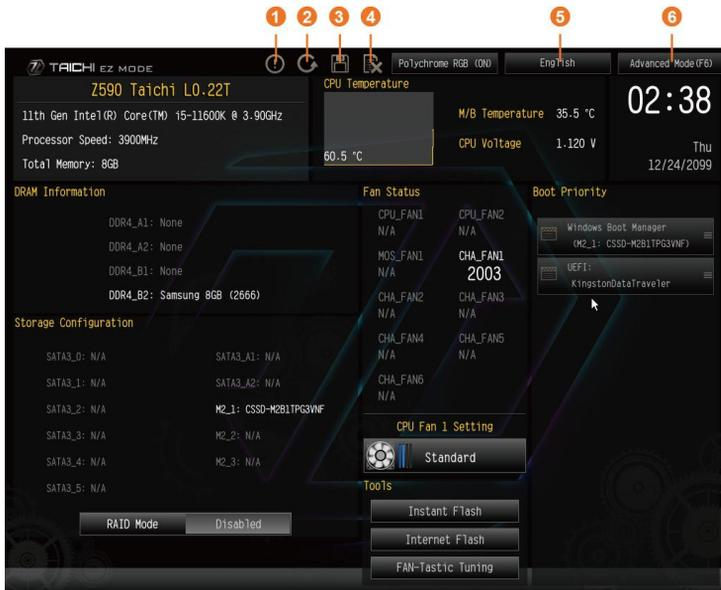 1 2 3 4 5 6
TAICHI EZ MODE
Polychrome RGB (ON)
English
Advanced Mode(F6)
Z590 Taichi L0.22T
11th Gen Intel(R) Core(TM) i5-11600K @ 3.90GHz
Processor Speed: 3900MHz
Total Memory: 8GB
CPU Temperature
60.5 °C
M/B Temperature 35.5 °C
CPU Voltage 1.120 V
02:38
Thu
12/24/2099
DRAM Information
DDR4_A1: None
DDR4_A2: None
DDR4_B1: None
DDR4_B2: Samsung 8GB (2666)
Storage Configuration
SATA3_0: N/A
SATA3_1: N/A
SATA3_2: N/A
SATA3_3: N/A
SATA3_4: N/A
SATA3_5: N/A
SATA3_A1: N/A
SATA3_A2: N/A
M2_1: CSSD-M2B1TPG3VNF
M2_2: N/A
M2_3: N/A
RAID Mode
Disabled
Fan Status
CPU_FAN1
N/A
CPU_FAN2
N/A
MOS_FAN1
N/A
CHA_FAN1
2003
CHA_FAN2
N/A
CHA_FAN3
N/A
CHA_FAN4
N/A
CHA_FAN5
N/A
CHA_FAN6
N/A
CPU Fan 1 Setting
Standard
Tools
Instant Flash
Internet Flash
FAN-Tastic Tuning
Boot Priority
Windows Boot Manager
(M2_1: CSSD-M2B1TPG3VNF)
UEFI:
KingstonDataTraveler